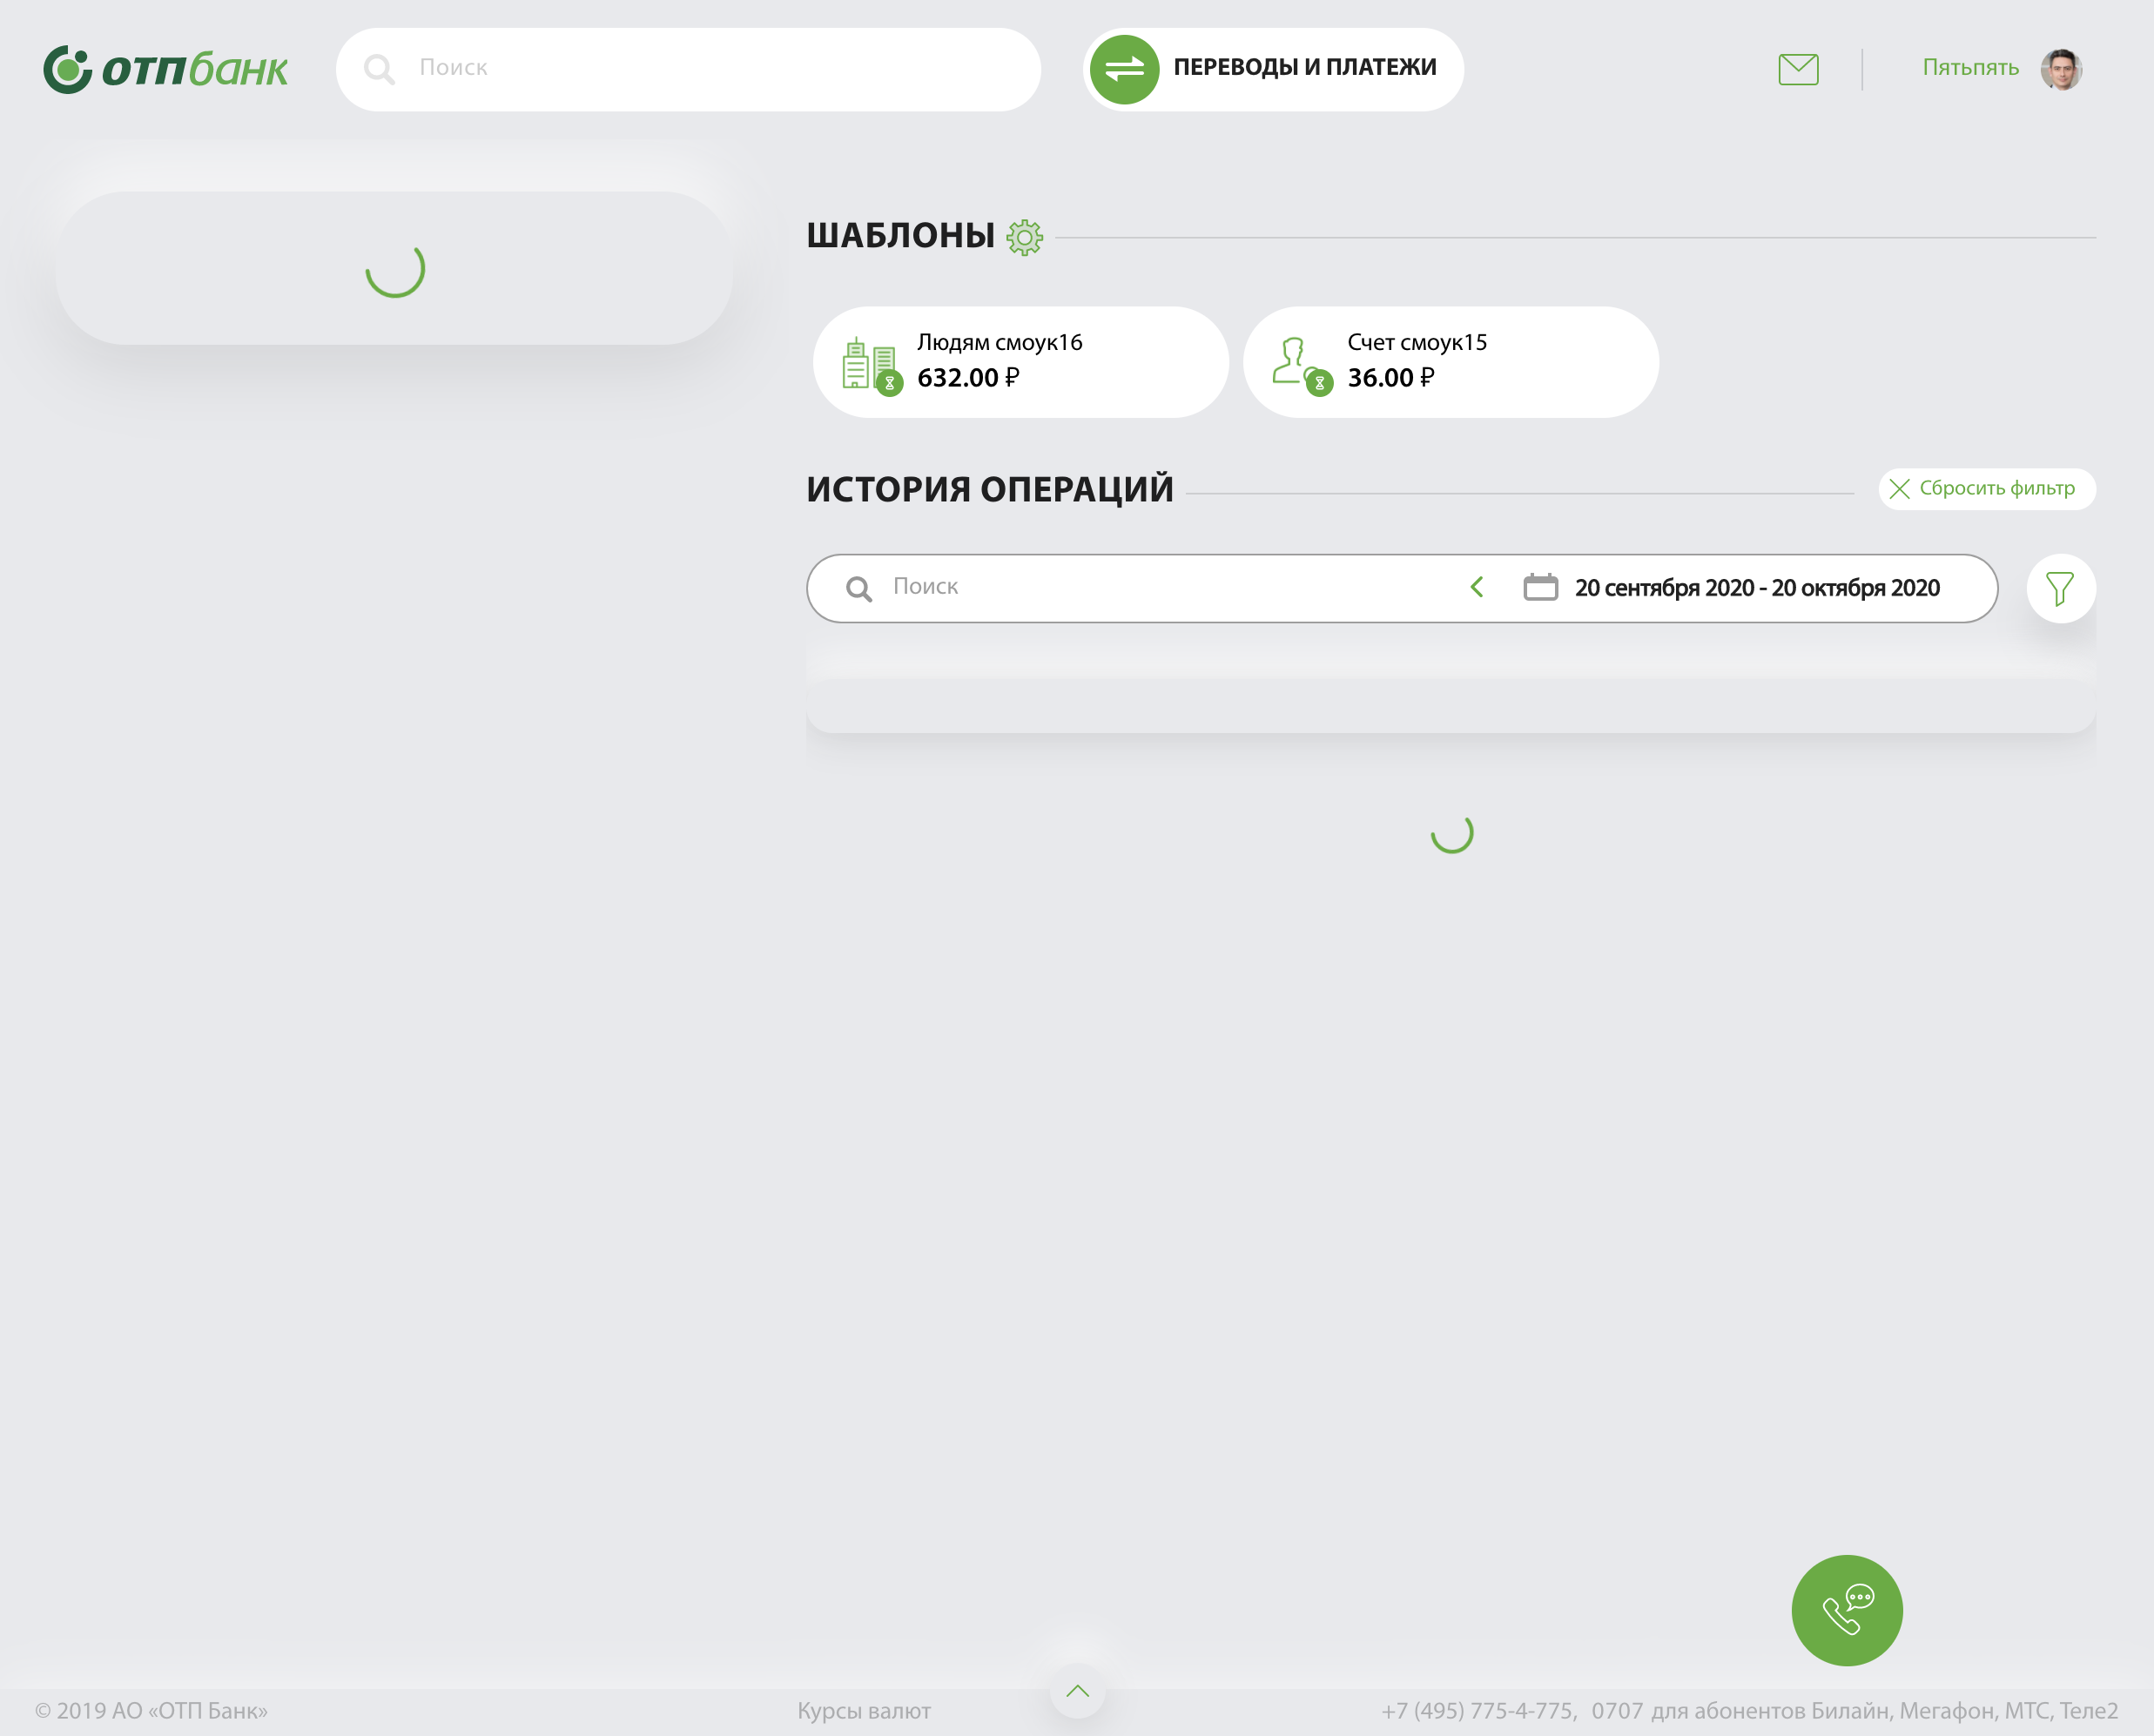 ОТПбанк
Поиск
ПЕРЕВОДЫ И ПЛАТЕЖИ
Пятьпять
ШАБЛОНЫ
Людям смоук16
632.00 ₽
Счет смоук15
36.00 ₽
ИСТОРИЯ ОПЕРАЦИЙ
Сбросить фильтр
Поиск
20 сентября 2020 - 20 октября 2020
© 2019 АО «ОТП Банк»
Курсы валют
+7 (495) 775-4-775, 0707 для абонентов Билайн, Мегафон, МТС, Теле2